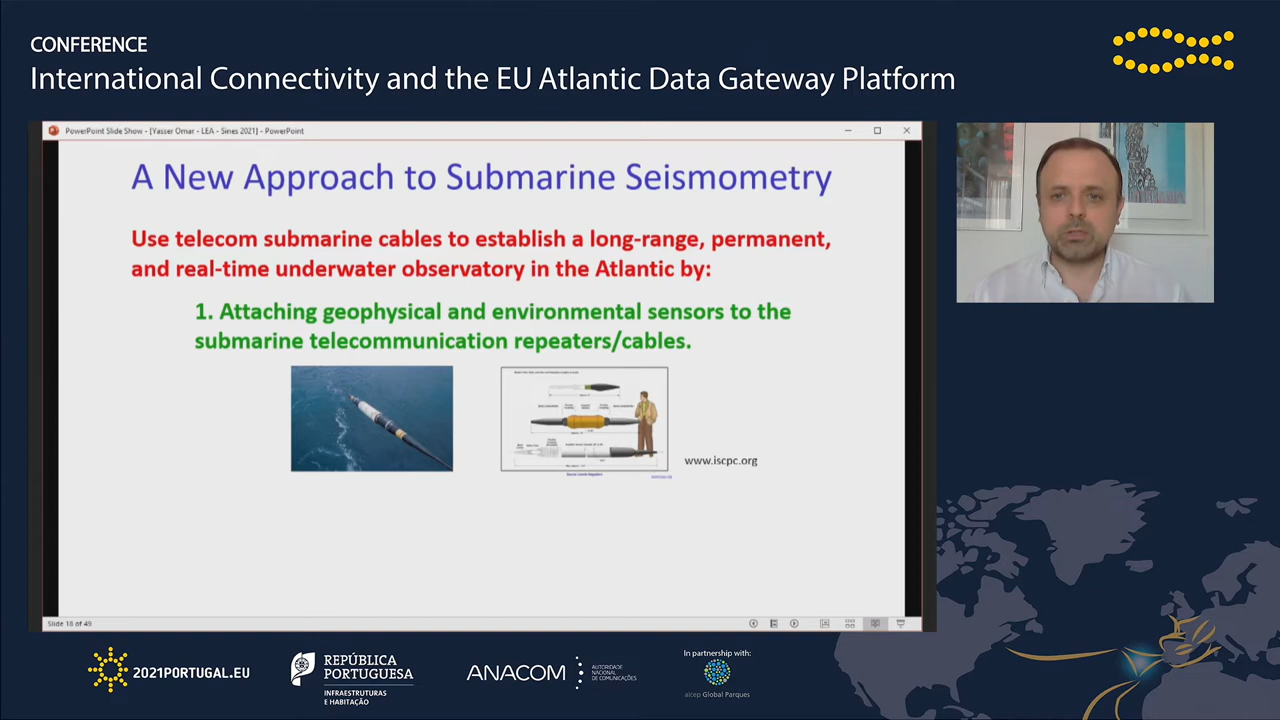 CONFERENCE
International Connectivity and the EU Atlantic Data Gateway Platform
PowerPoint Slide Show - [Yasser Omar - LEA - Sines 2021] - PowerPoint
A New Approach to Submarine Seismometry
Use telecom submarine cables to establish a long-range, permanent,
and real-time underwater observatory in the Atlantic by:
1. Attaching geophysical and environmental sensors to the
submarine telecommunication repeaters/cables.
www.iscpc.org
Slide 18 of 49
2021PORTUGAL.EU
REPÚBLICA
PORTUGUESA
INFRAESTRUTURAS
E HABITAÇÃO
ANACOM
AUTORIDADE
NACIONAL
DE COMUNICAÇÕES
In partnership with:
aicep Global Parques